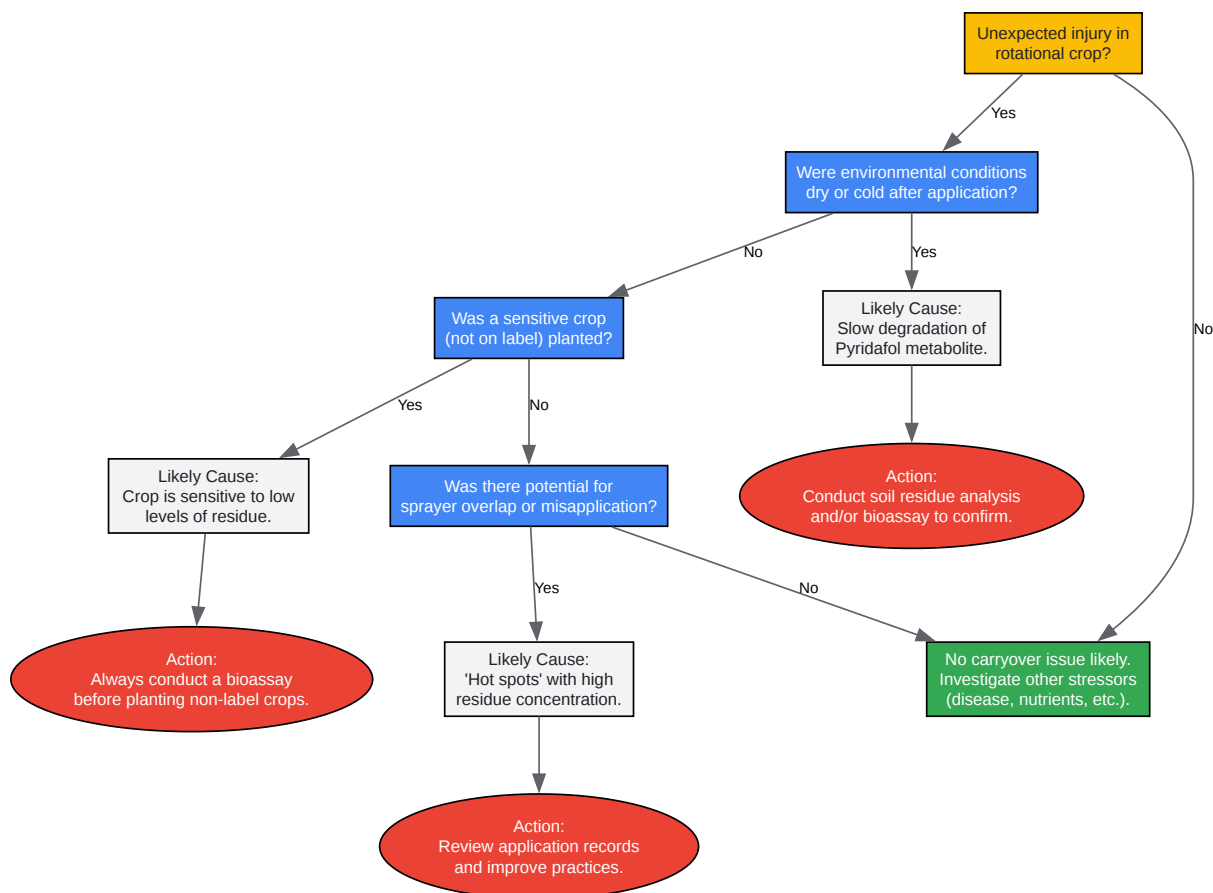 Unexpected injury in
rotational crop?
Yes
Were environmental conditions
dry or cold after application?
No
Yes
Was a sensitive crop
(not on label) planted?
Likely Cause:
Slow degradation of
Pyridafol metabolite.
No
Yes
No
Likely Cause:
Crop is sensitive to low
levels of residue.
Was there potential for
sprayer overlap or misapplication?
Action:
Conduct soil residue analysis
and/or bioassay to confirm.
Yes
No
Action:
Always conduct a bioassay
before planting non-label crops.
Likely Cause:
'Hot spots' with high
residue concentration.
No carryover issue likely.
Investigate other stressors
(disease, nutrients, etc.).
Action:
Review application records
and improve practices.